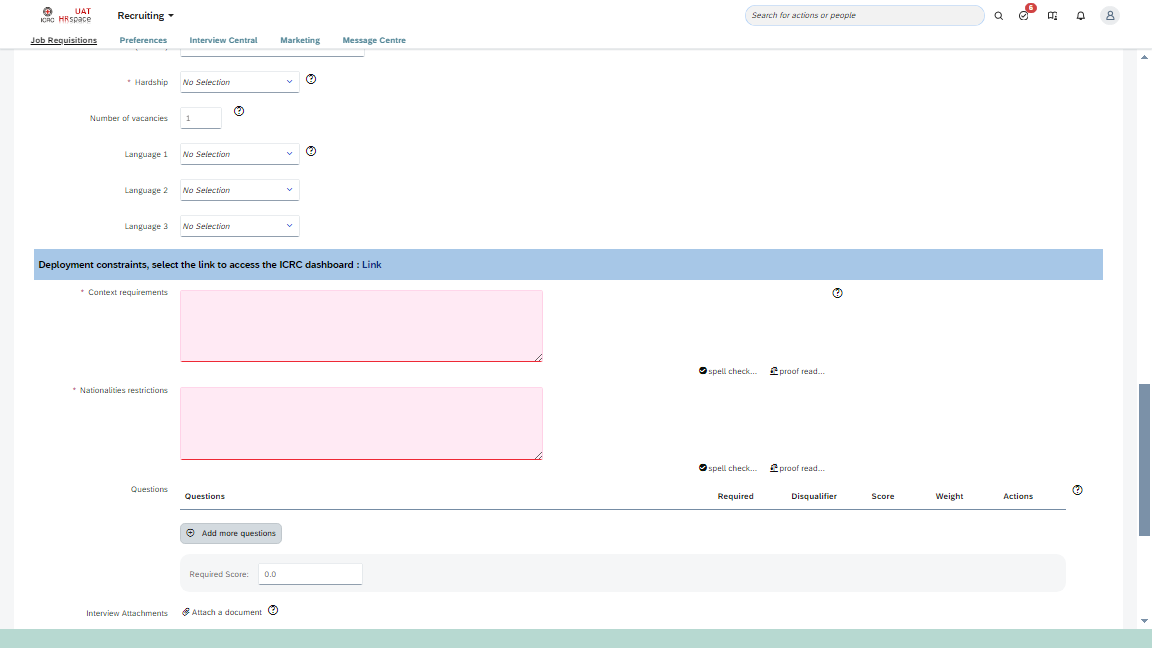 ICRC UAT HRspace Recruiting Search for actions or people 6
Job Requisitions Preferences Interview Central Marketing Message Centre
* Hardship No Selection
Number of vacancies 1
Language 1 No Selection
Language 2 No Selection
Language 3 No Selection
Deployment constraints, select the link to access the ICRC dashboard : Link
* Context requirements
spell check... proof read...
* Nationalities restrictions
spell check... proof read...
Questions Questions Required Disqualifier Score Weight Actions
Add more questions
Required Score: 0.0
Interview Attachments Attach a document